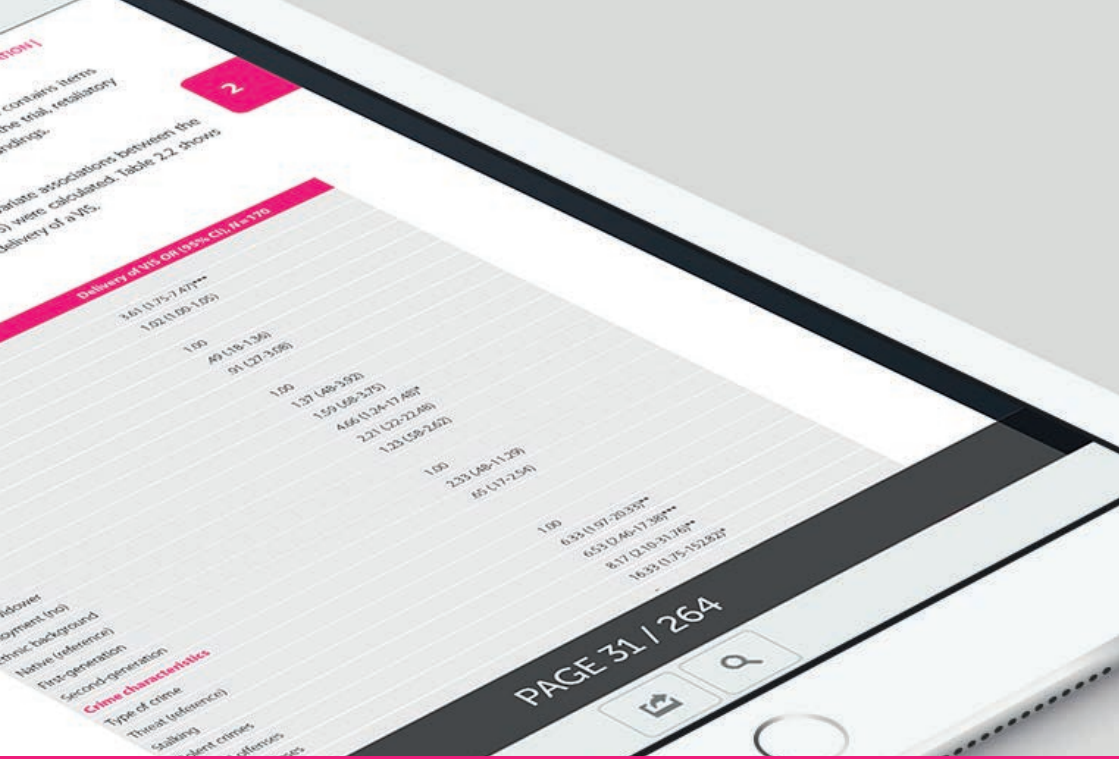 contains items
the trial, retaliatory
2
associations between the
were calculated. Table 2.2 shows
delivery of a VIS.
Delivery of VIS OR (95% CI), N = 170
3.61 (1.75-7.47)***
1.02 (1.00-1.05)
1.00
.49 (.18-1.36)
.91 (.27-3.08)
1.00
1.37 (.48-3.92)
1.59 (.68-3.75)
4.66 (1.24-17.48)*
2.21 (.22-22.48)
1.23 (.58-2.62)
1.00
2.33 (.48-11.29)
.65 (.17-2.54)
1.00
6.33 (1.97-20.33)**
6.53 (2.46-17.38)***
8.17 (2.10-31.76)**
16.33 (1.75-152.82)*
-
(no)
background
Native (reference)
First-generation
Second-generation
Crime characteristics
Type of crime
Threat (reference)
Stalking
crimes
offenses
PAGE 31 / 264